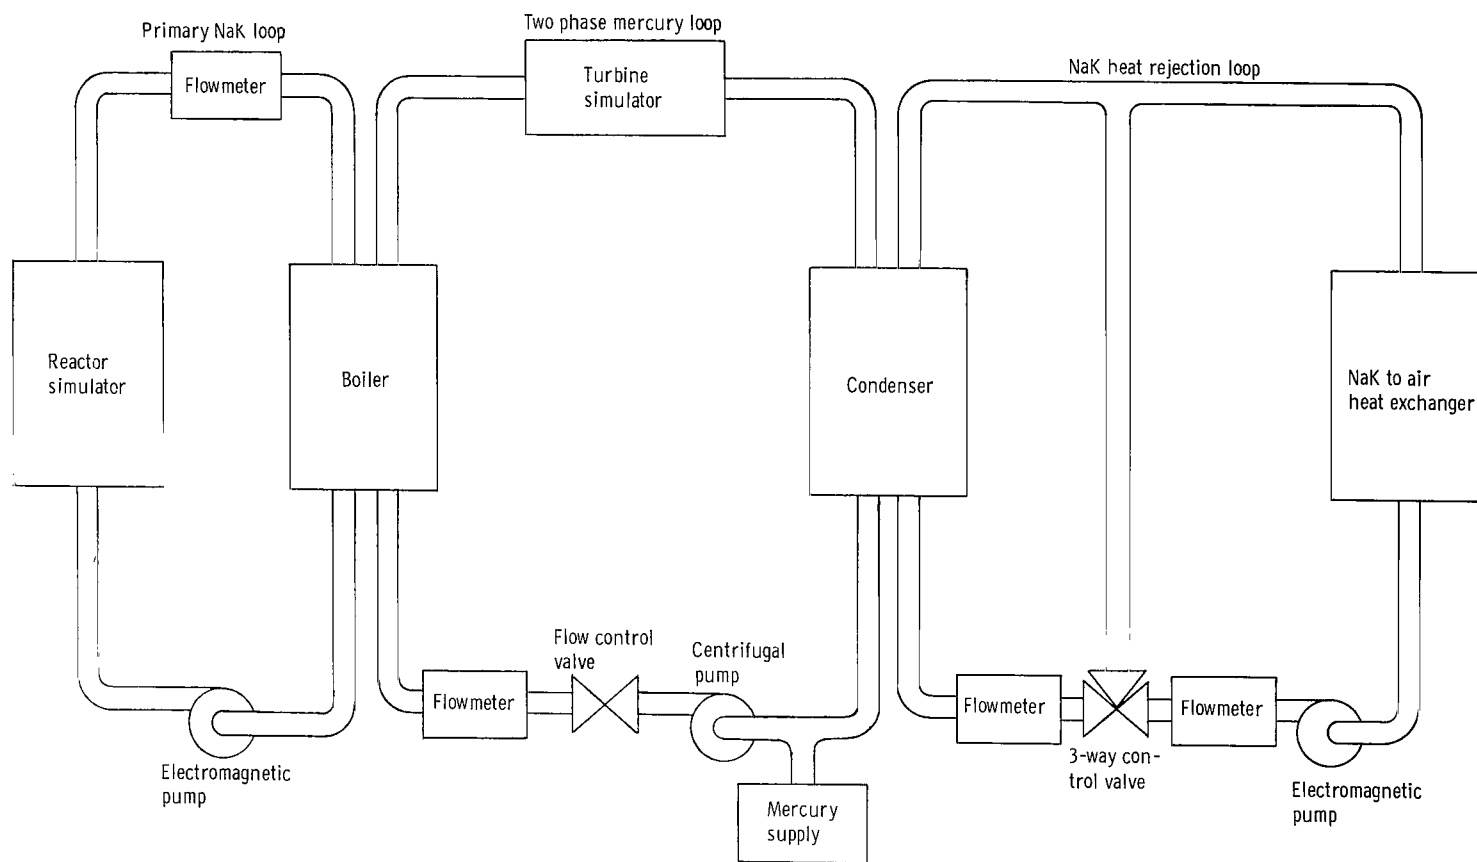 Primary NaK loop
Flowmeter
Two phase mercury loop
Turbine
simulator
NaK heat rejection loop
Reactor
simulator
Boiler
Condenser
NaK to air
heat exchanger
Flow control
valve
Centrifugal
pump
Flowmeter
Flowmeter
Flowmeter
3-way con-
trol valve
Electromagnetic
pump
Electromagnetic
pump
Mercury
supply